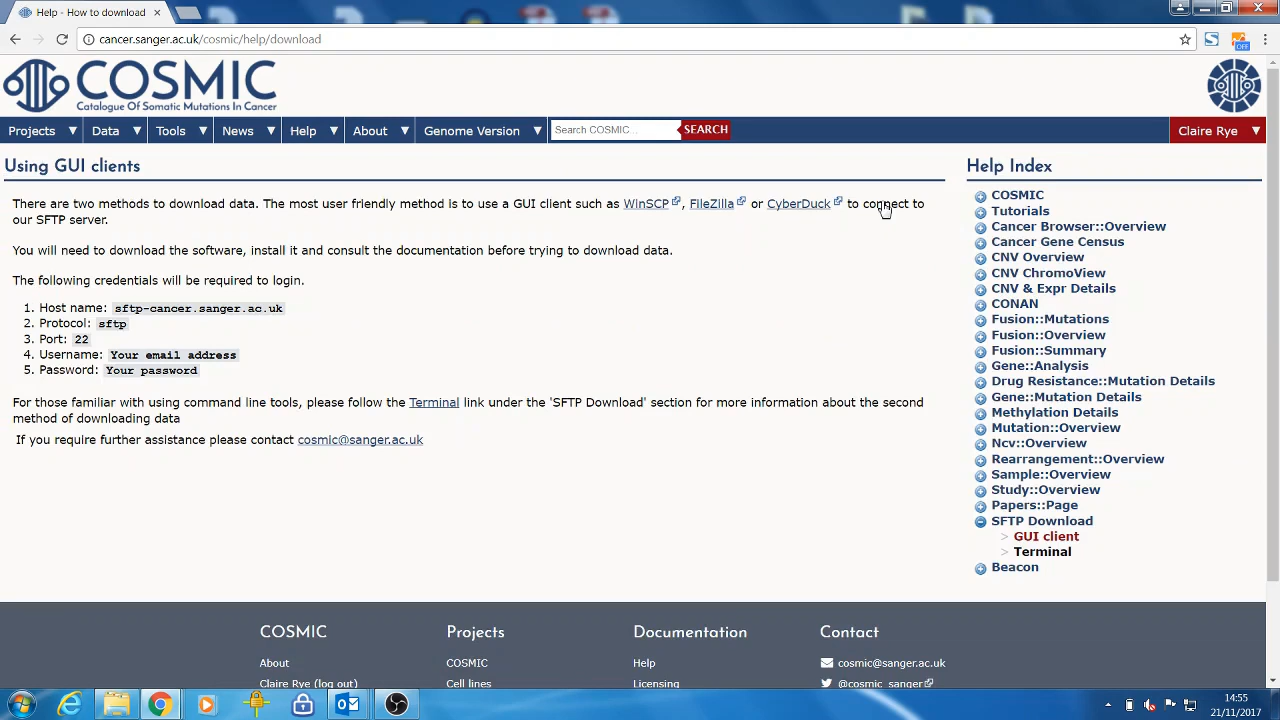 Help - How to download
cancer.sanger.ac.uk/cosmic/help/download
OFF
COSMIC
Catalogue Of Somatic Mutations In Cancer
Projects Data Tools News Help About Genome Version Search COSMIC... SEARCH Claire Rye
Using GUI clients
There are two methods to download data. The most user friendly method is to use a GUI client such as WinSCP, FileZilla or CyberDuck to connect to
our SFTP server.
You will need to download the software, install it and consult the documentation before trying to download data.
The following credentials will be required to login.
1. Host name: sftp-cancer.sanger.ac.uk
2. Protocol: sftp
3. Port: 22
4. Username: Your email address
5. Password: Your password
For those familiar with using command line tools, please follow the Terminal link under the 'SFTP Download' section for more information about the second
method of downloading data
If you require further assistance please contact cosmic@sanger.ac.uk
Help Index
COSMIC
Tutorials
Cancer Browser::Overview
Cancer Gene Census
CNV Overview
CNV ChromoView
CNV & Expr Details
CONAN
Fusion::Mutations
Fusion::Overview
Fusion::Summary
Gene::Analysis
Drug Resistance::Mutation Details
Gene::Mutation Details
Methylation Details
Mutation::Overview
Ncv::Overview
Rearrangement::Overview
Sample::Overview
Study::Overview
Papers::Page
SFTP Download
> GUI client
> Terminal
Beacon
COSMIC
About
Claire Rye (log out)
Projects
COSMIC
Cell lines
Documentation
Help
Licensing
Contact
cosmic@sanger.ac.uk
@cosmic_sanger
14:55
21/11/2017